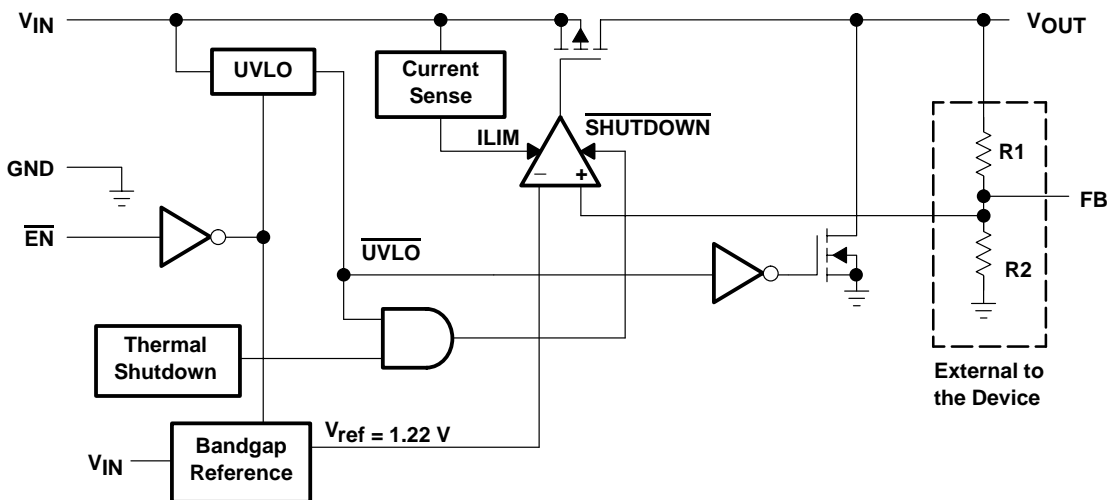 VIN
VOUT
UVLO
Current
Sense
SHUTDOWN
ILIM
R1
GND
− +
FB
EN
UVLO
R2
Thermal
Shutdown
External to
the Device
Vref = 1.22 V
VIN
Bandgap
Reference